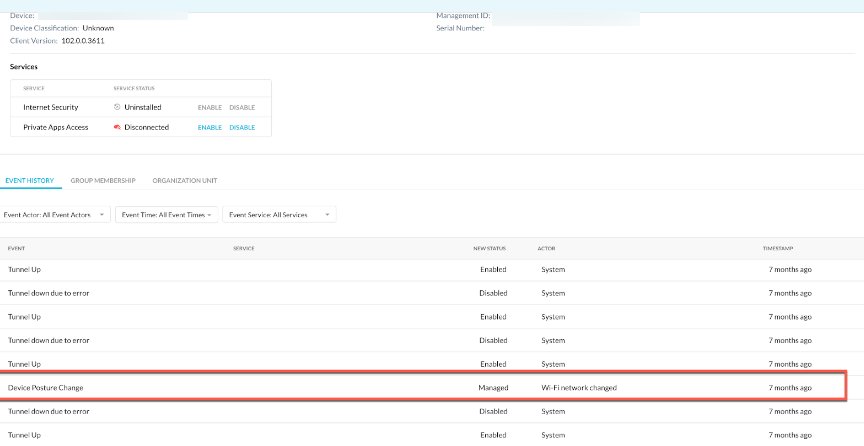 Device: Management ID:
Device Classification: Unknown Serial Number:
Client Version: 102.0.0.3611
Services
SERVICE SERVICE STATUS
Internet Security Uninstalled ENABLE DISABLE
Private Apps Access Disconnected ENABLE DISABLE
EVENT HISTORY GROUP MEMBERSHIP ORGANIZATION UNIT
Event Actor: All Event Actors Event Time: All Event Times Event Service: All Services
EVENT SERVICE NEW STATUS ACTOR TIMESTAMP
Tunnel Up Enabled System 7 months ago
Tunnel down due to error Disabled System 7 months ago
Tunnel Up Enabled System 7 months ago
Tunnel down due to error Disabled System 7 months ago
Tunnel Up Enabled System 7 months ago
Device Posture Change Managed Wi-Fi network changed 7 months ago
Tunnel down due to error Disabled System 7 months ago
Tunnel Up Enabled System 7 months ago